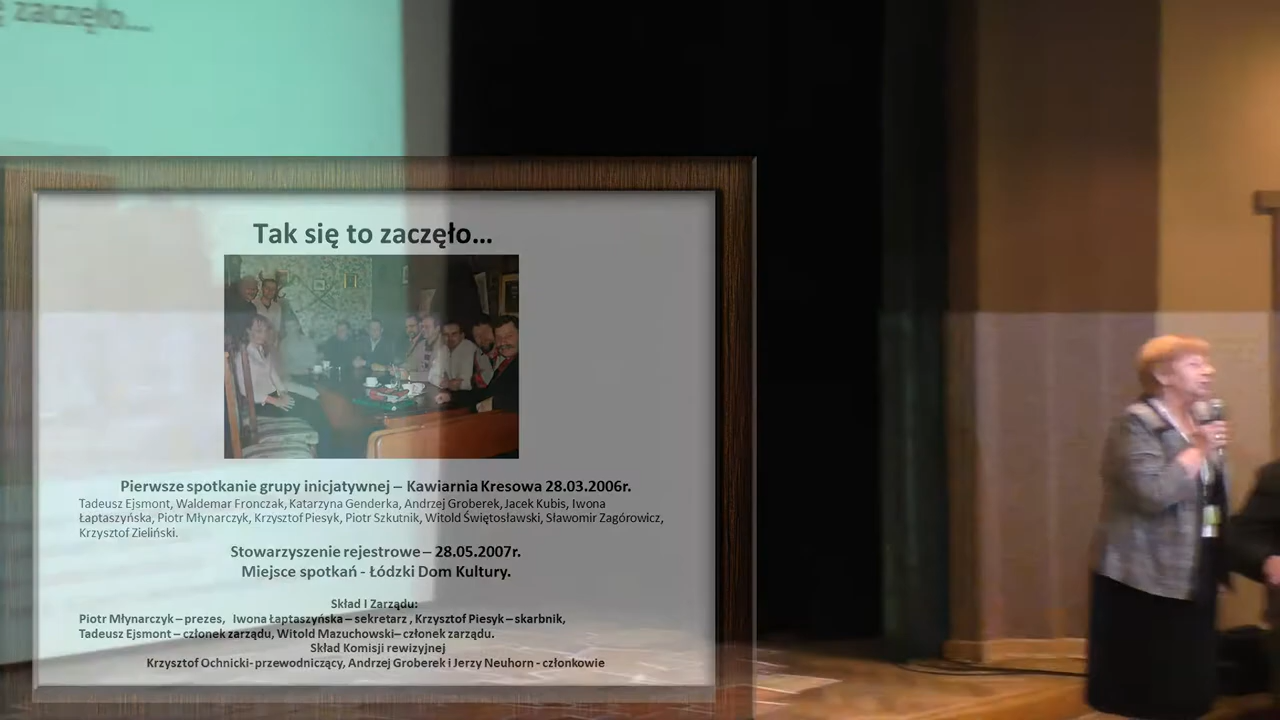 ę zaczęło...
Tak się to zaczęło...
Pierwsze spotkanie grupy inicjatywnej – Kawiarnia Kresowa 28.03.2006r.
Tadeusz Ejsmont, Waldemar Fronczak, Katarzyna Genderka, Andrzej Groberek, Jacek Kubis, Iwona
Łaptaszyńska, Piotr Młynarczyk, Krzysztof Piesyk, Piotr Szkutnik, Witold Świętosławski, Sławomir Zagórowicz,
Krzysztof Zieliński.
Stowarzyszenie rejestrowe – 28.05.2007r.
Miejsce spotkań - Łódzki Dom Kultury.
Skład I Zarządu:
Piotr Młynarczyk – prezes, Iwona Łaptaszyńska – sekretarz , Krzysztof Piesyk – skarbnik,
Tadeusz Ejsmont – członek zarządu, Witold Mazuchowski– członek zarządu.
Skład Komisji rewizyjnej
Krzysztof Ochnicki- przewodniczący, Andrzej Groberek i Jerzy Neuhorn - członkowie